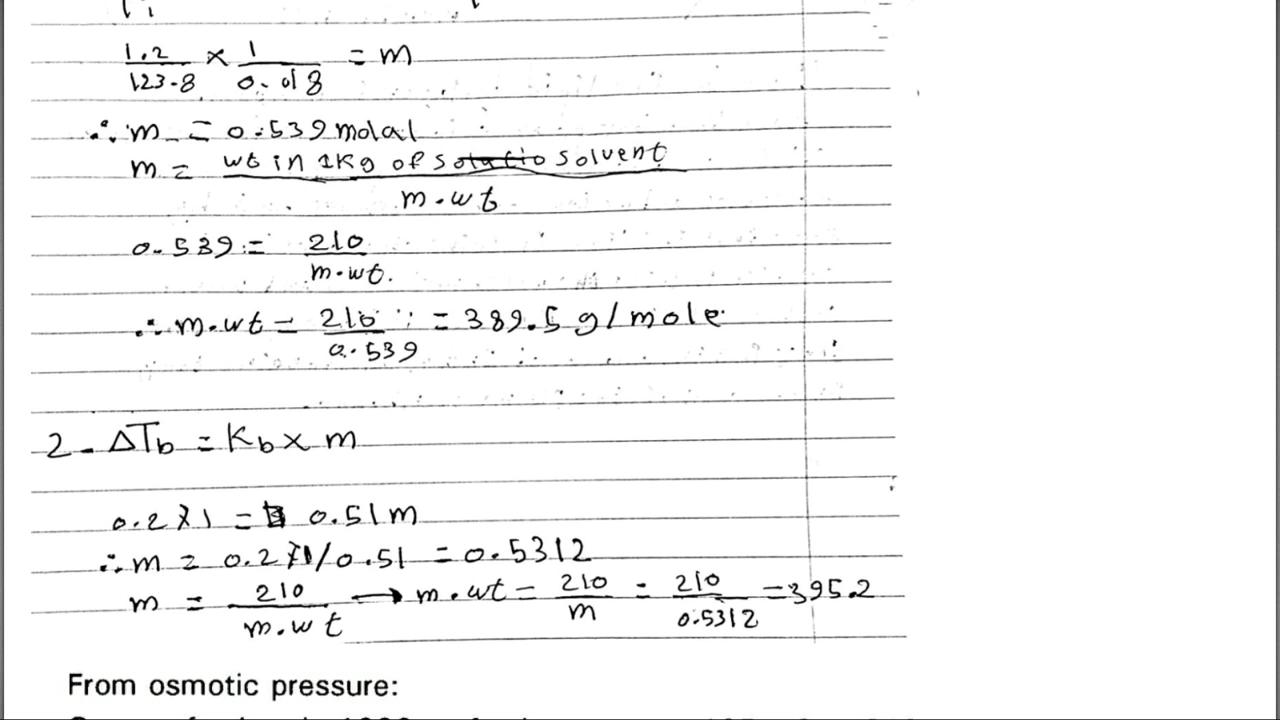 1.2/123.8 × 1/0.018 = m
∴ m = 0.539 molal
m = wt in 1Kg of solvent / m.wt
0.539 = 210/m.wt.
∴ m.wt = 210/0.539 = 389.5 g/mole
2- ΔTb = Kb × m
0.271 = 0.51m
∴ m = 0.271/0.51 = 0.5312
m = 210/m.wt → m.wt = 210/m = 210/0.5312 = 395.2
From osmotic pressure: